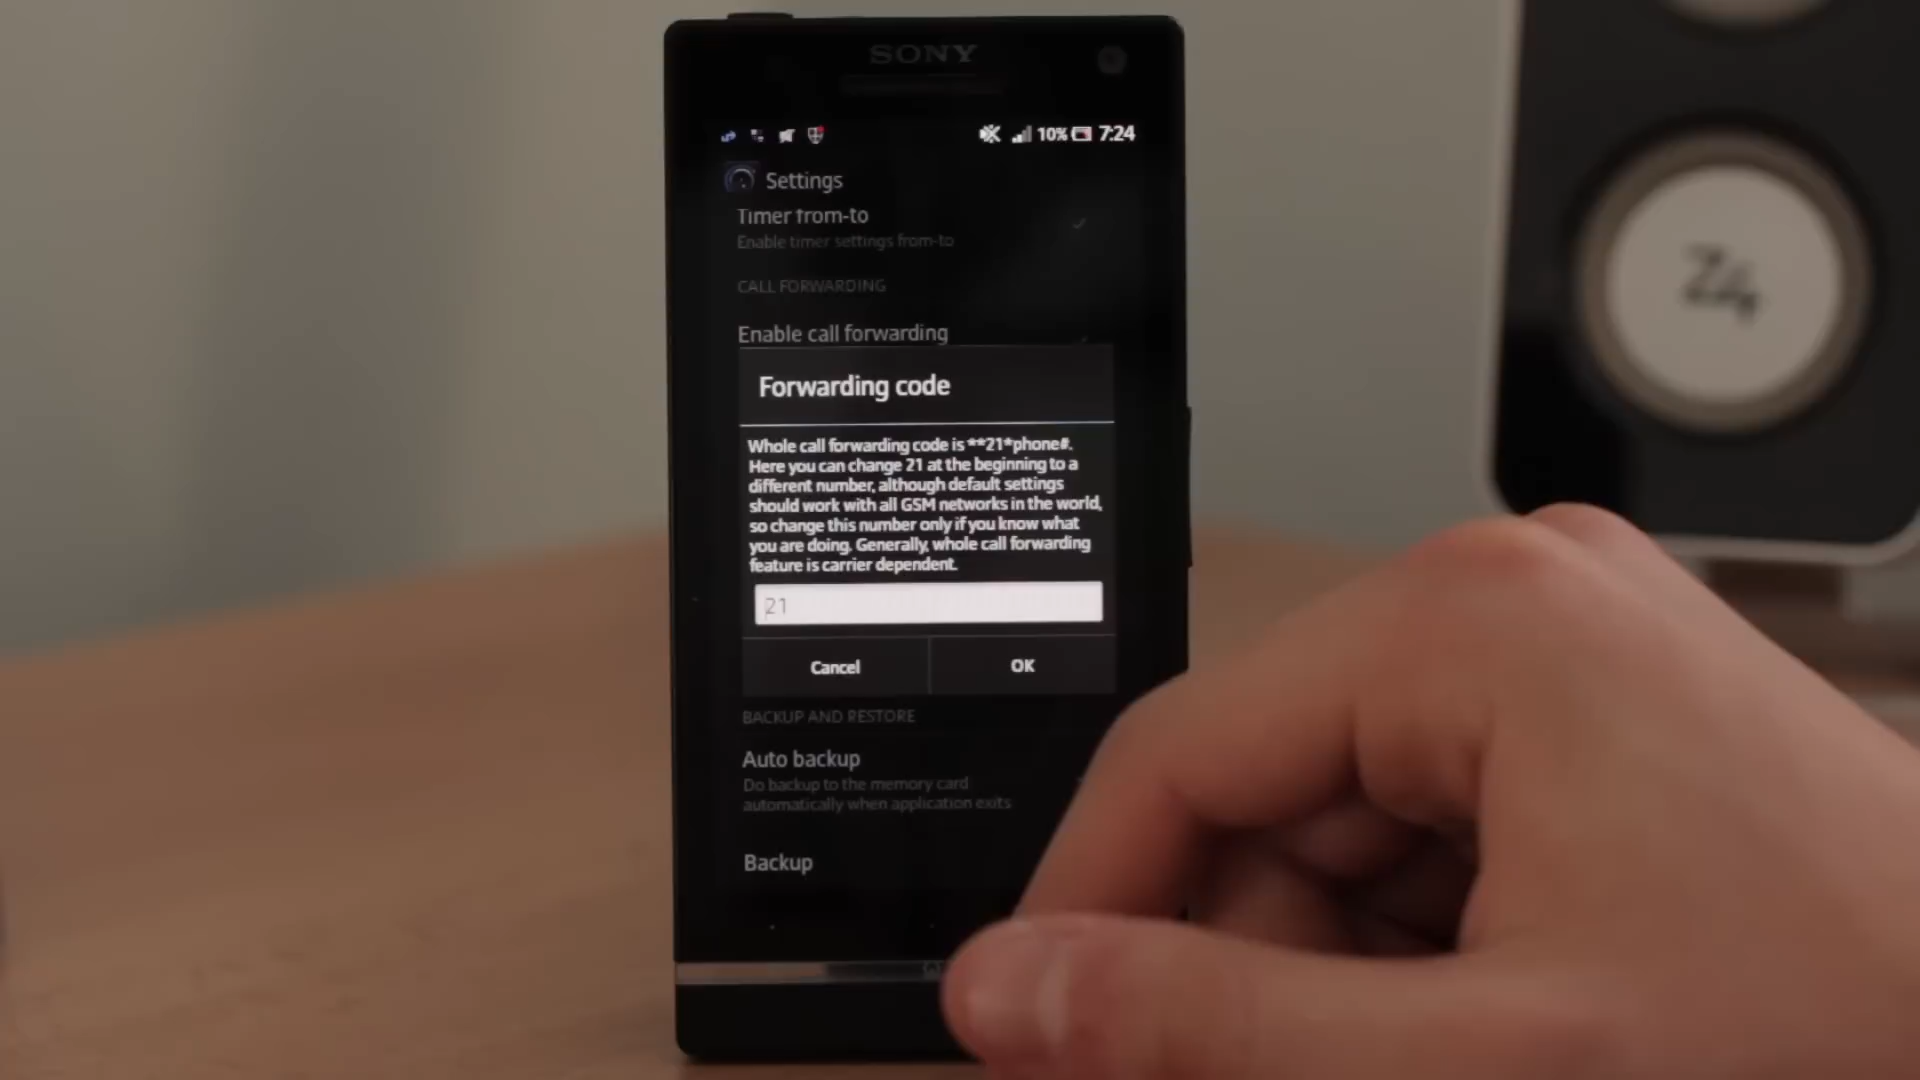 SONY
10% 7:24
Settings
Timer from-to
Enable timer settings from-to
CALL FORWARDING
Enable call forwarding
Forwarding code
Whole call forwarding code is **21*phone#.
Here you can change 21 at the beginning to a
different number, although default settings
should work with all GSM networks in the world,
so change this number only if you know what
you are doing. Generally, whole call forwarding
feature is carrier dependent.
21
Cancel OK
BACKUP AND RESTORE
Auto backup
Do backup to the memory card
automatically when application exits
Backup
Z4